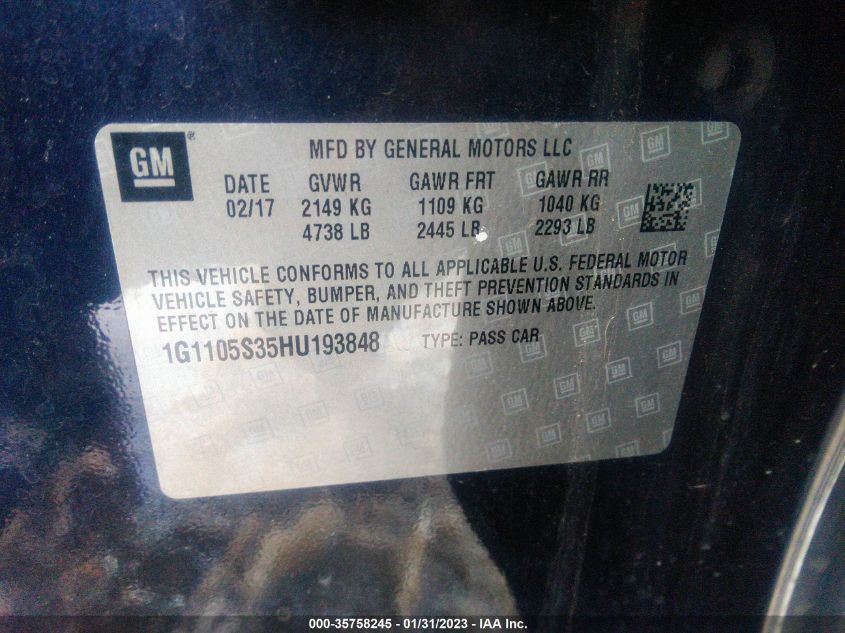 GM ®
MFD BY GENERAL MOTORS LLC
DATE GVWR GAWR FRT GAWR RR
02/17 2149 KG 1109 KG 1040 KG
4738 LB 2445 LB 2293 LB
THIS VEHICLE CONFORMS TO ALL APPLICABLE U.S. FEDERAL MOTOR
VEHICLE SAFETY, BUMPER, AND THEFT PREVENTION STANDARDS IN
EFFECT ON THE DATE OF MANUFACTURE SHOWN ABOVE.
1G1105S35HU193848 TYPE: PASS CAR
000-35758245 - 01/31/2023 - IAA Inc.